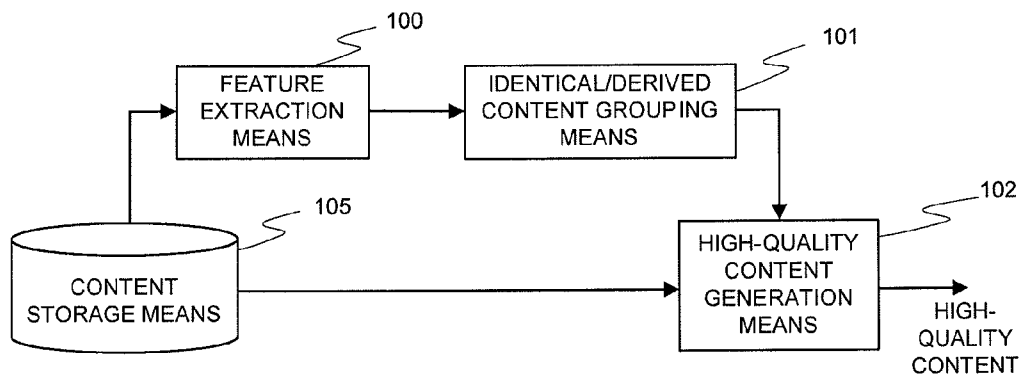 100
FEATURE
EXTRACTION
MEANS
101
IDENTICAL/DERIVED
CONTENT GROUPING
MEANS
105
CONTENT
STORAGE MEANS
102
HIGH-QUALITY
CONTENT
GENERATION
MEANS
HIGH-
QUALITY
CONTENT